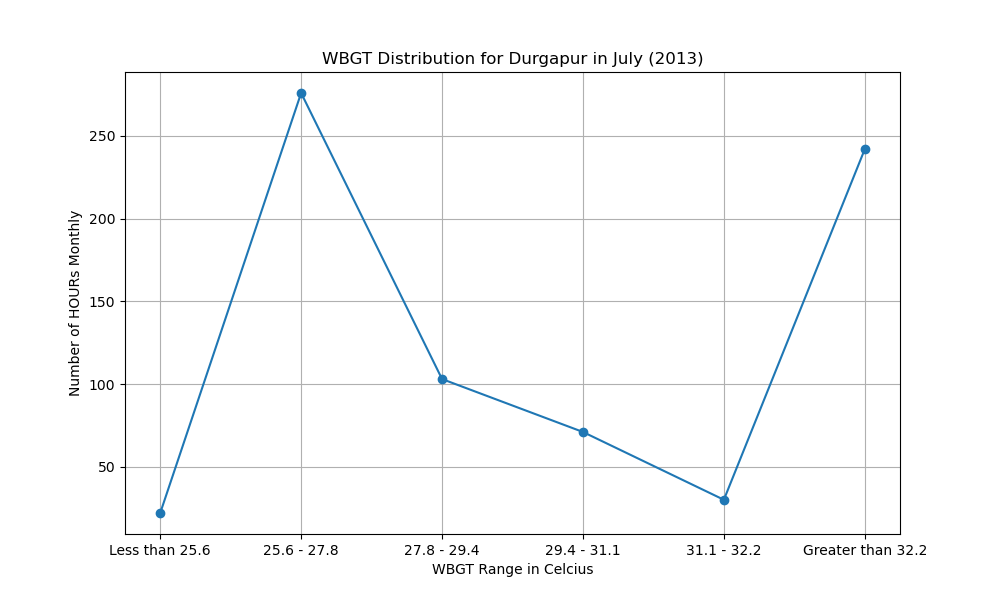 WBGT Distribution for Durgapur in July (2013)
Number of HOURs Monthly
250
200
150
100
50
Less than 25.6
25.6 - 27.8
27.8 - 29.4
29.4 - 31.1
31.1 - 32.2
Greater than 32.2
WBGT Range in Celcius